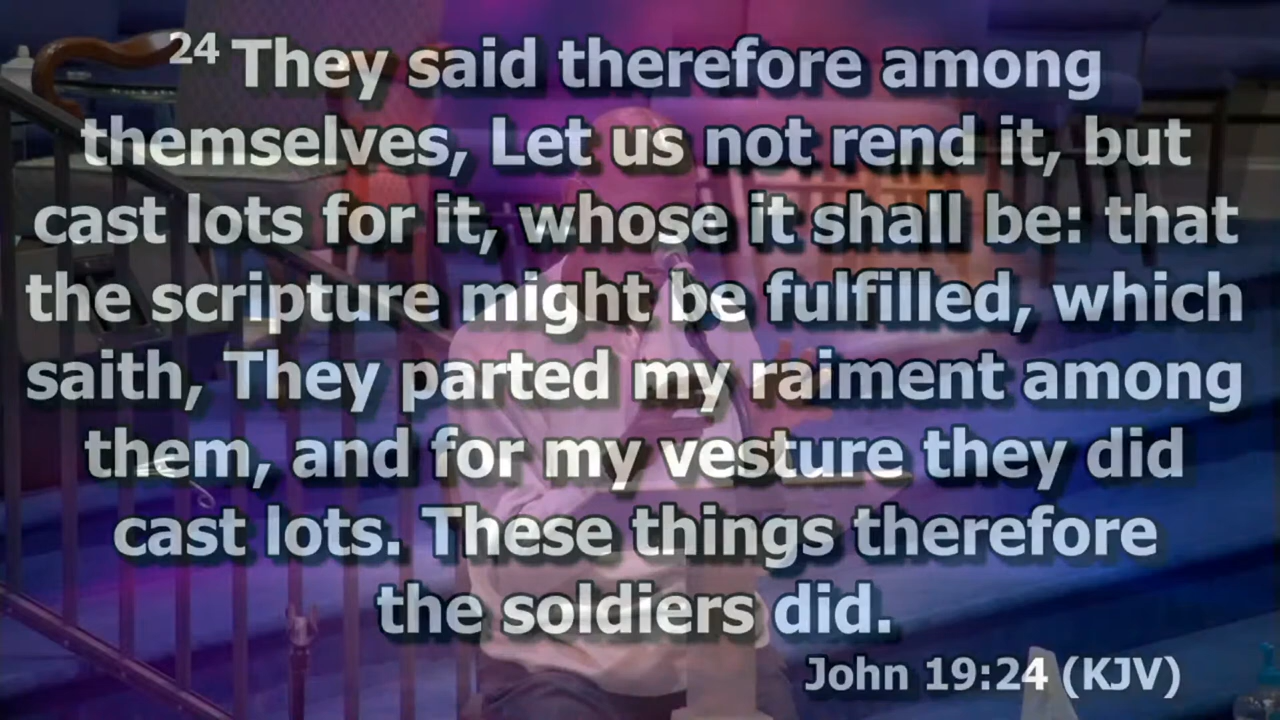 24 They said therefore among
themselves, Let us not rend it, but
cast lots for it, whose it shall be: that
the scripture might be fulfilled, which
saith, They parted my raiment among
them, and for my vesture they did
cast lots. These things therefore
the soldiers did.
John 19:24 (KJV)